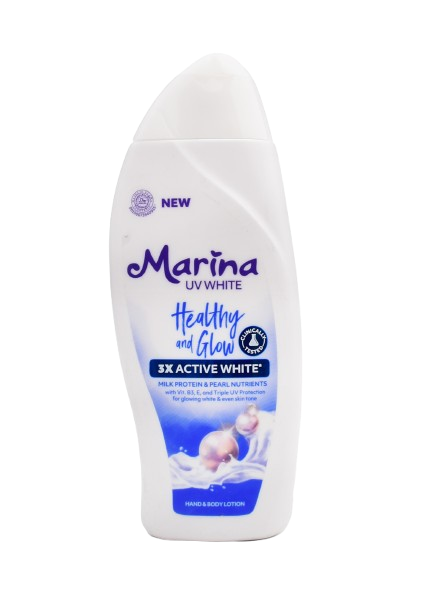 NEW
Marina
UV WHITE
Healthy
and Glow
CLINICALLY
TESTED
3X ACTIVE WHITE*
MILK PROTEIN & PEARL NUTRIENTS
with Vit. B3, E, and Triple UV Protection
for glowing white & even skin tone
HAND & BODY LOTION